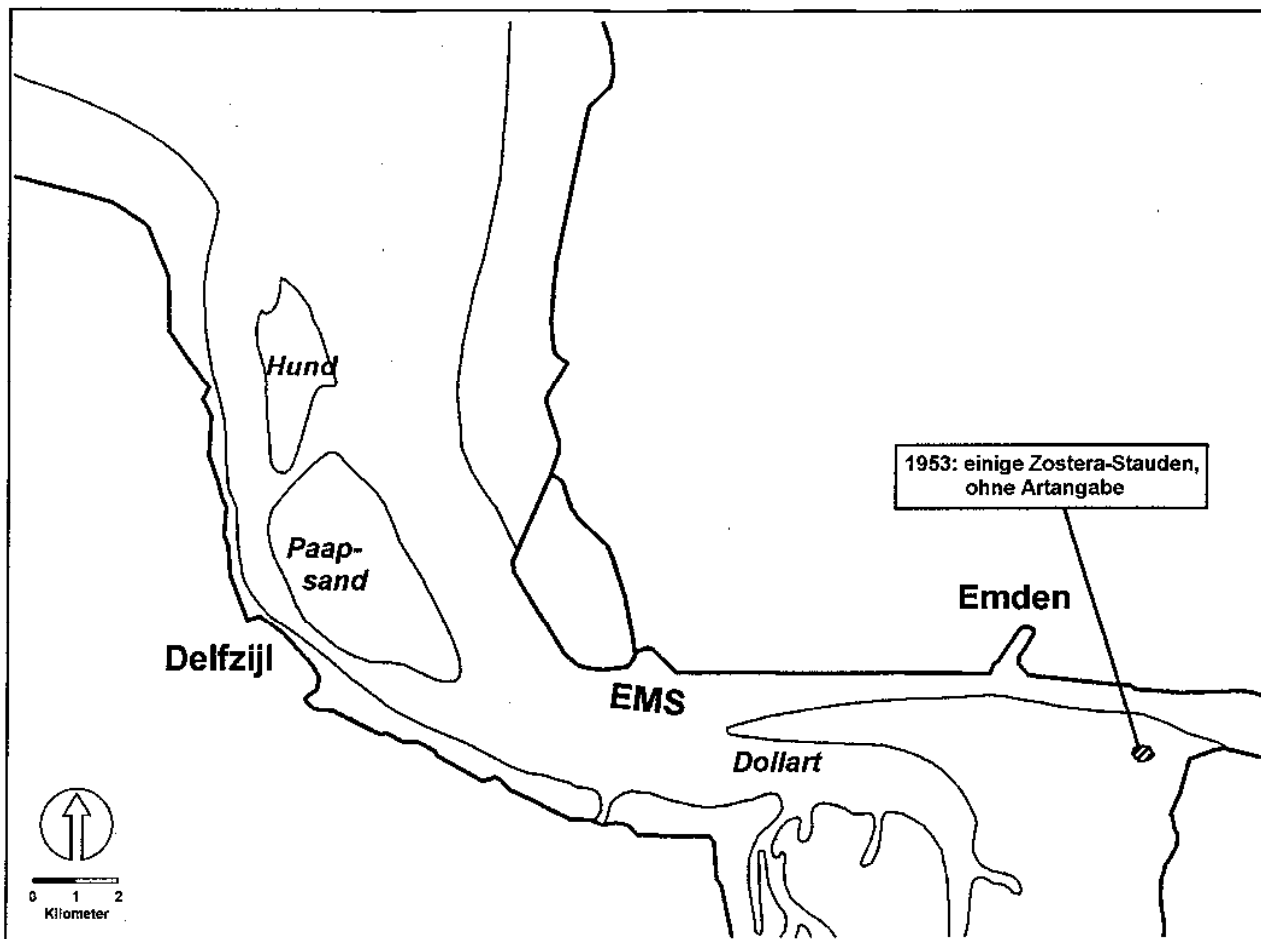 Hund
1953: einige Zostera-Stauden,
ohne Artangabe
Paap-
sand
Emden
Delfzijl
EMS
Dollart
0 1 2
Kilometer